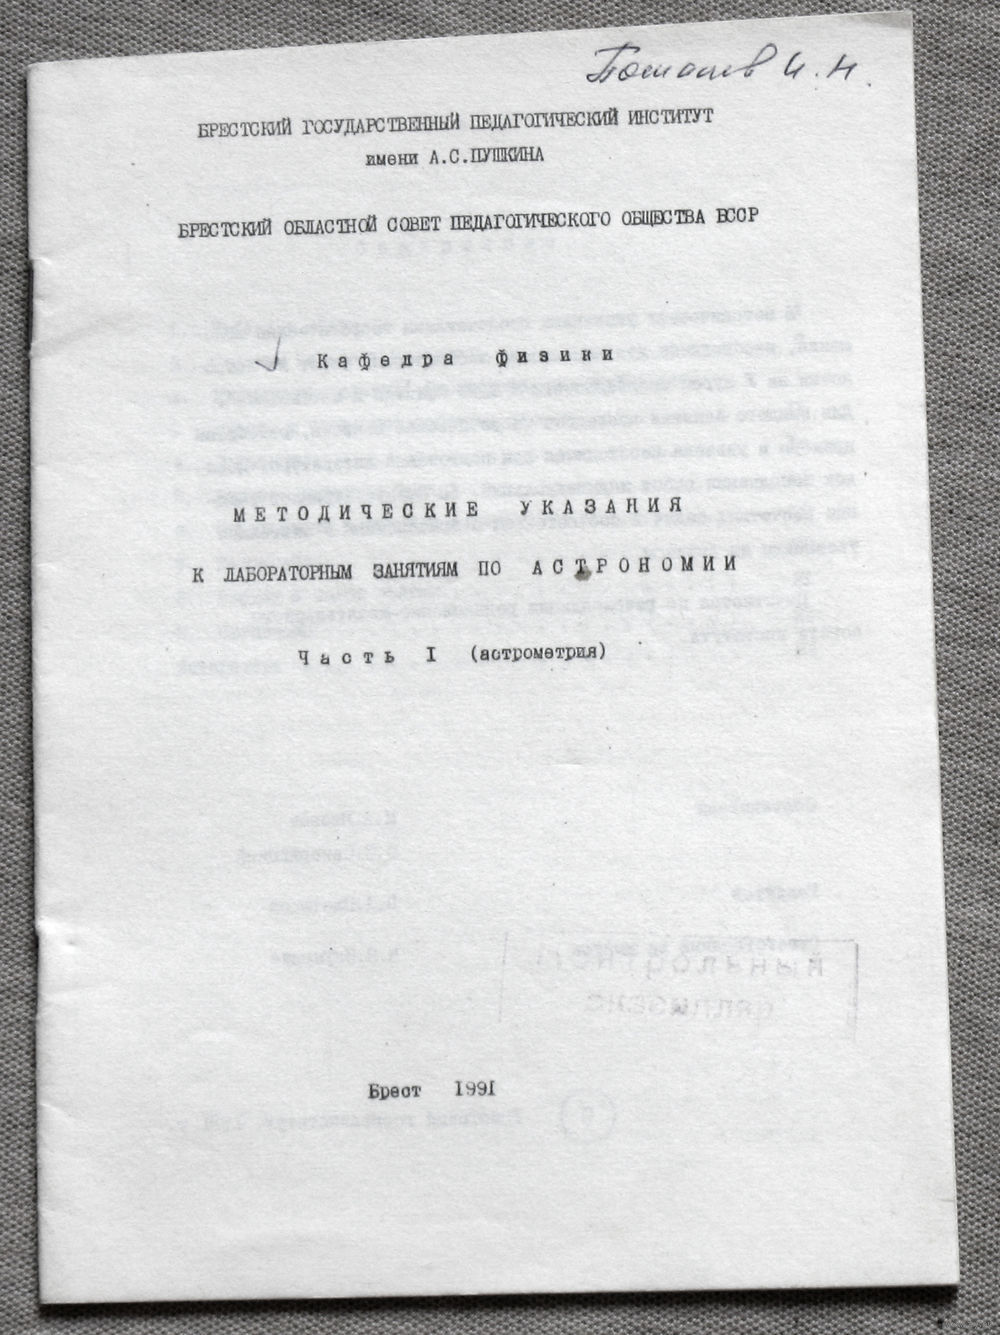 И. Н.
БРЕСТСКИЙ ГОСУДАРСТВЕННЫЙ ПЕДАГОГИЧЕСКИЙ ИНСТИТУТ
имени А.С.ПУШКИНА
БРЕСТСКИЙ ОБЛАСТНОЙ СОВЕТ ПЕДАГОГИЧЕСКОГО ОБЩЕСТВА БССР
Кафедра физики
МЕТОДИЧЕСКИЕ УКАЗАНИЯ
К ЛАБОРАТОРНЫМ ЗАНЯТИЯМ ПО АСТРОНОМИИ
Часть I (астрометрия)
Брест 1991